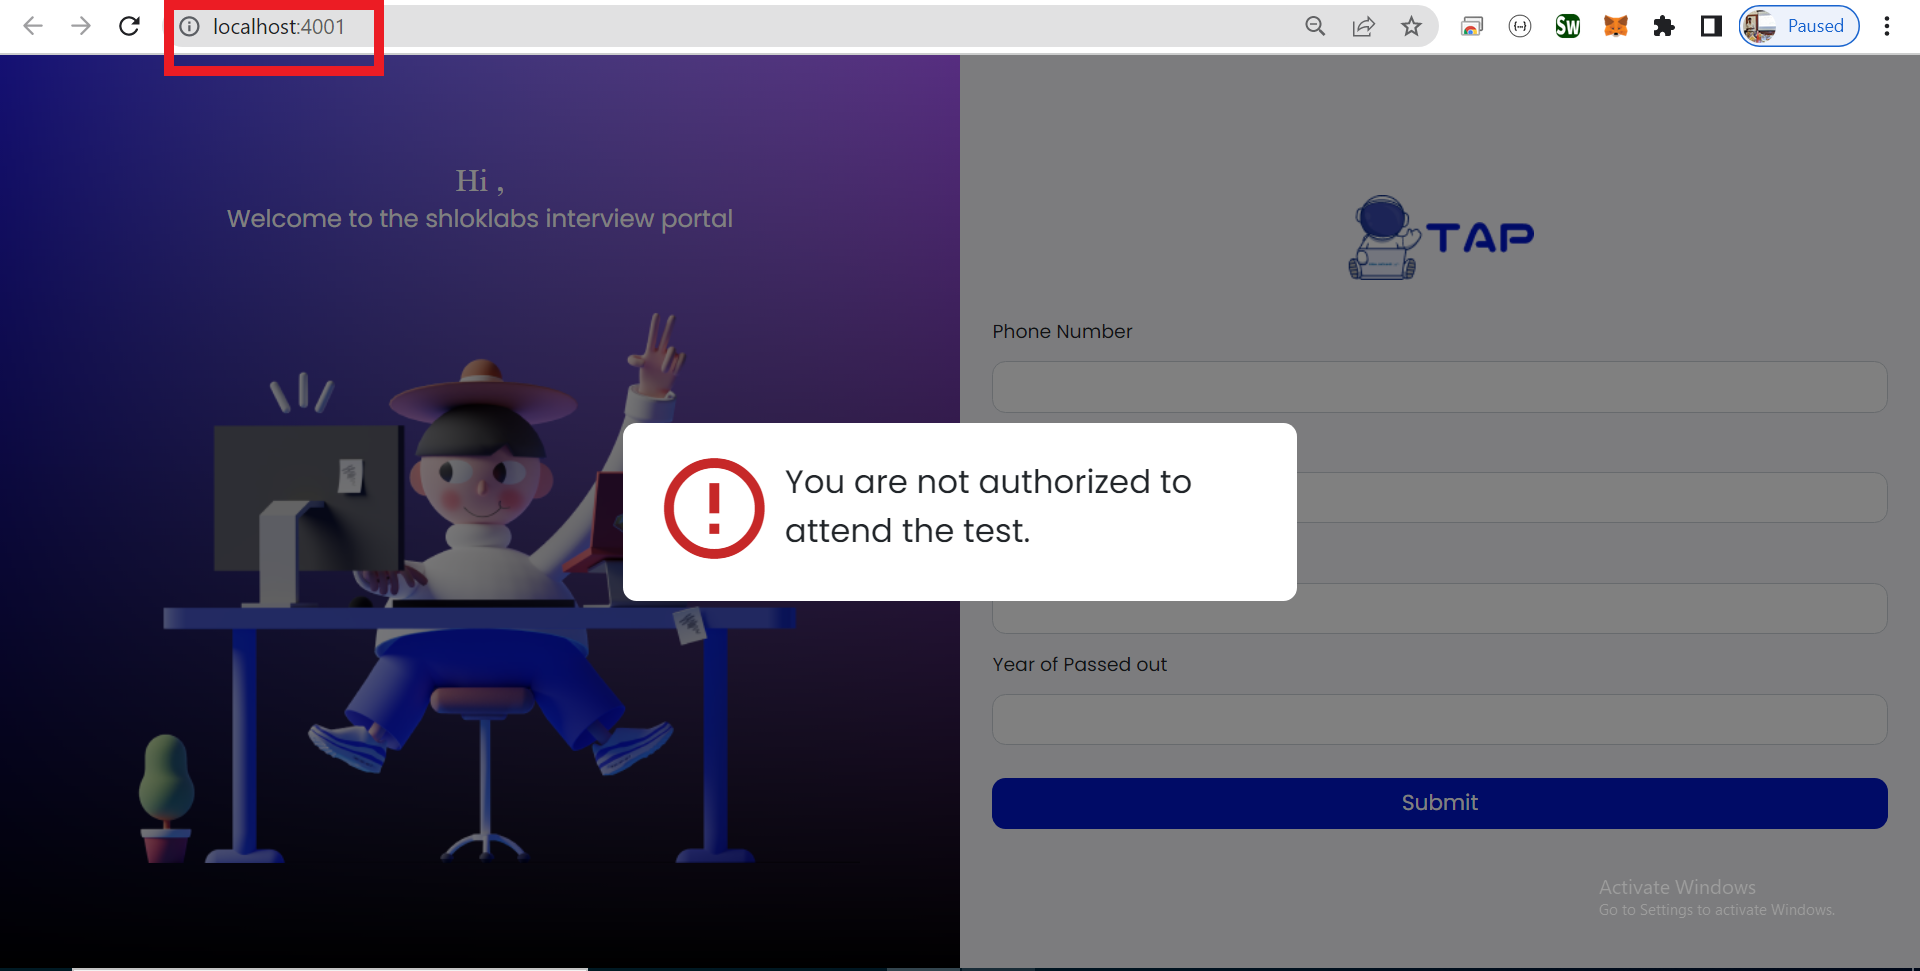 localhost:4001
SW
Paused
Hi ,
Welcome to the shloklabs interview portal
TAP
Phone Number
You are not authorized to
attend the test.
Year of Passed out
Submit
Activate Windows
Go to Settings to activate Windows.